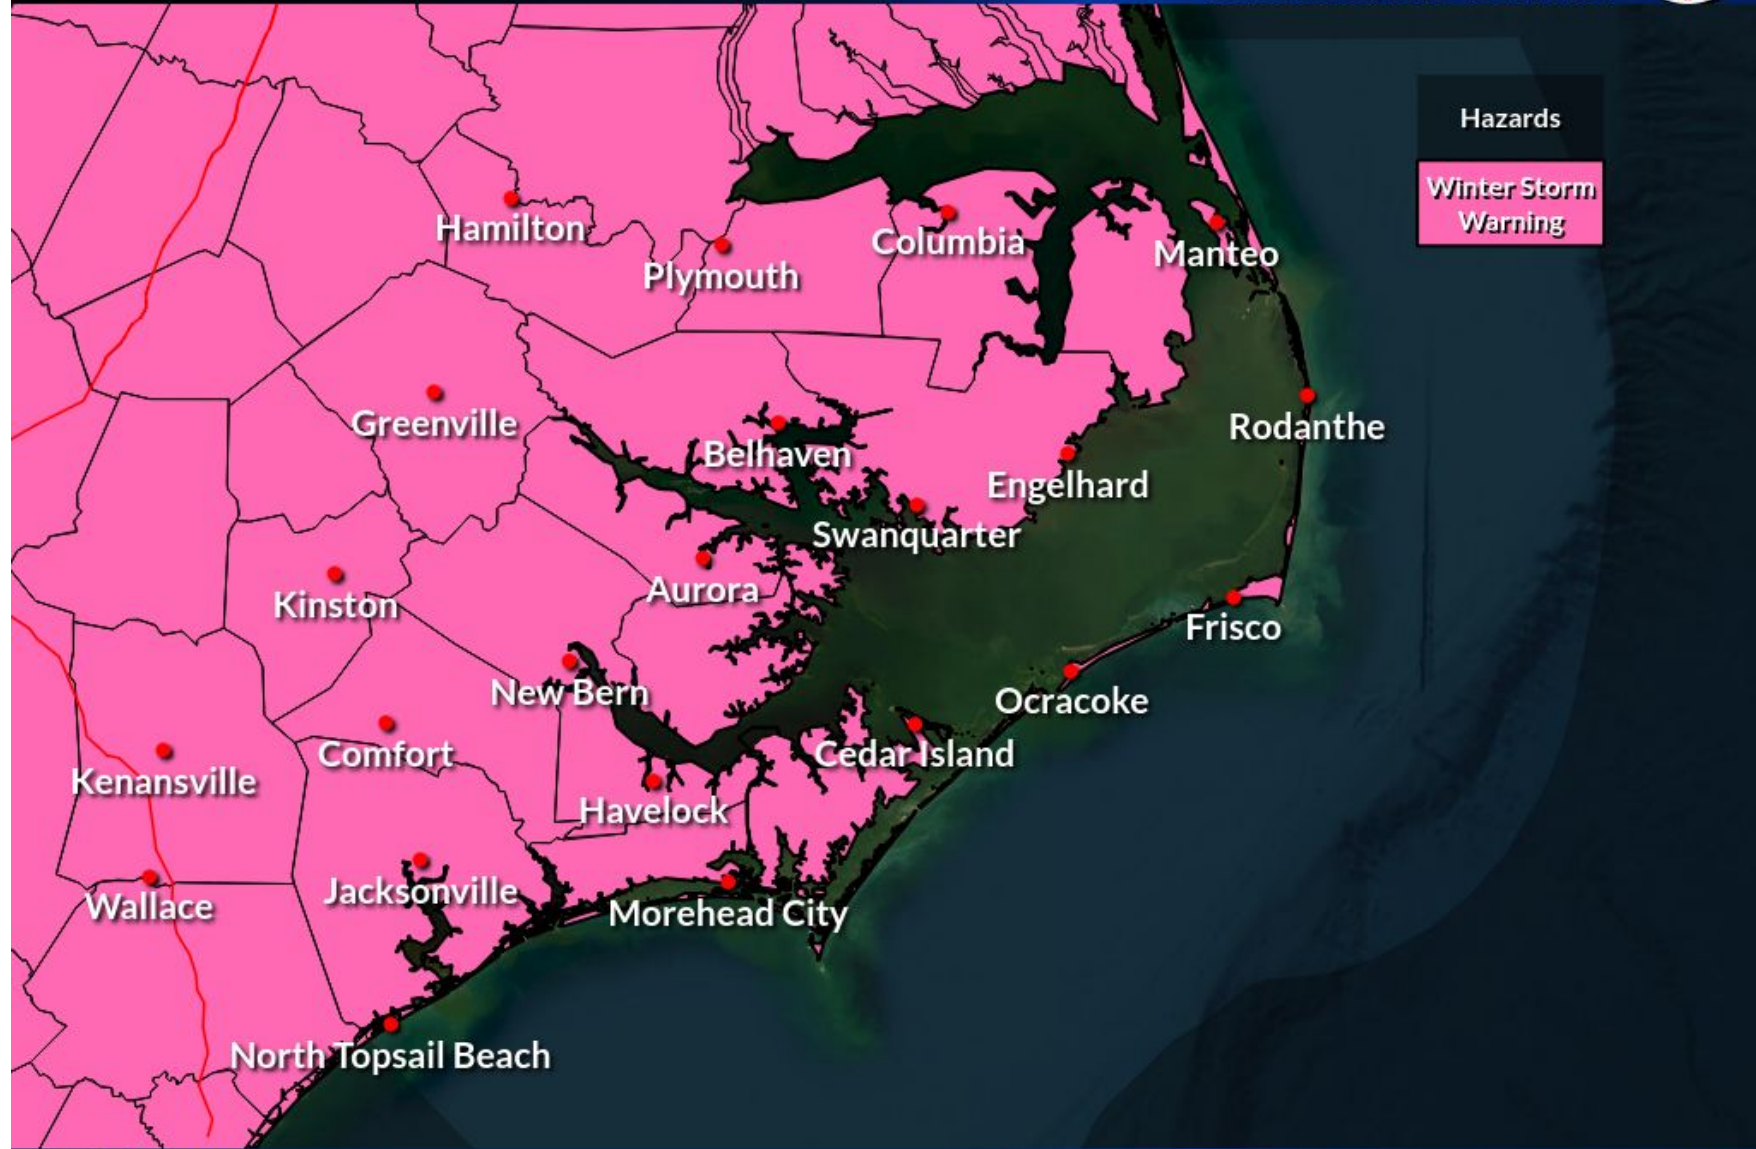 Hazards
Winter Storm
Warning
Hamilton
Columbia
Manteo
Plymouth
Greenville
Rodanthe
Belhaven
Engelhard
Swanquarter
Aurora
Kinston
Frisco
New Bern
Ocracoke
Comfort
Cedar Island
Kenansville
Havelock
Jacksonville
Wallace
Morehead City
North Topsail Beach